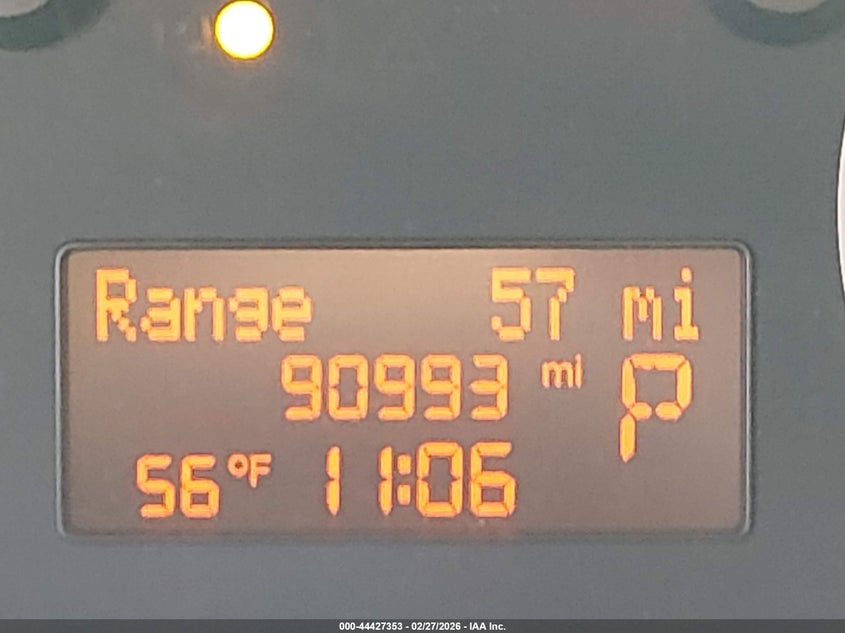 Range 57 mi
90993 mi P
56°F 11:06
000-44427353 - 02/27/2026 - IAA Inc.